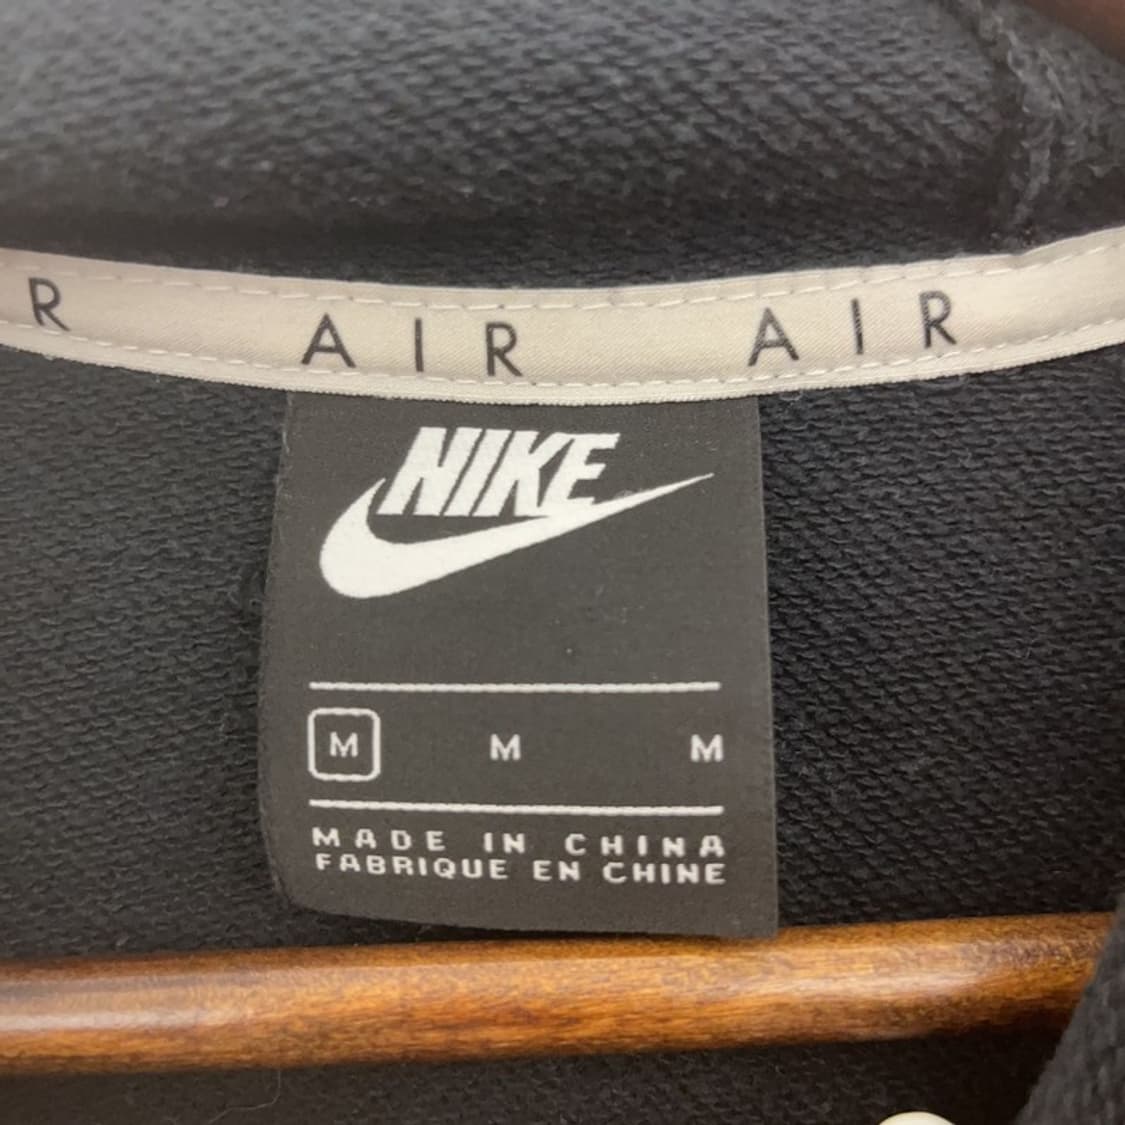 R AIR AIR
NIKE
M M M
MADE IN CHINA
FABRIQUE EN CHINE